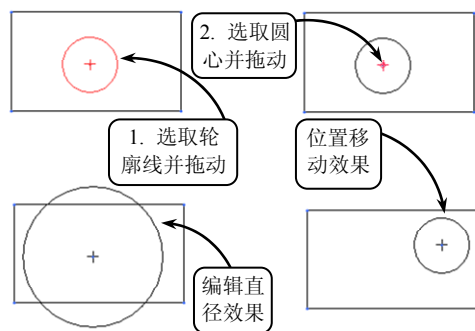 2. 选取圆
心并拖动
1. 选取轮
廓线并拖动
位置移
动效果
编辑直
径效果